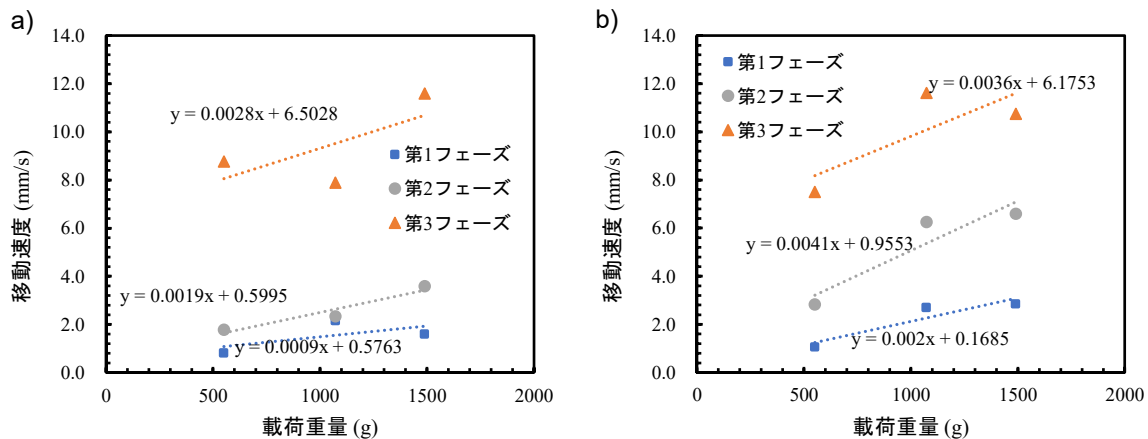 a)
14.0
12.0
10.0
8.0
6.0
4.0
2.0
0.0
0
500
1000
1500
2000
移動速度 (mm/s)
載荷重量 (g)
y = 0.0028x + 6.5028
第1フェーズ
第2フェーズ
第3フェーズ
y = 0.0019x + 0.5995
y = 0.0009x + 0.5763
b)
14.0
12.0
10.0
8.0
6.0
4.0
2.0
0.0
0
500
1000
1500
2000
移動速度 (mm/s)
載荷重量 (g)
第1フェーズ
第2フェーズ
第3フェーズ
y = 0.0036x + 6.1753
y = 0.0041x + 0.9553
y = 0.002x + 0.1685